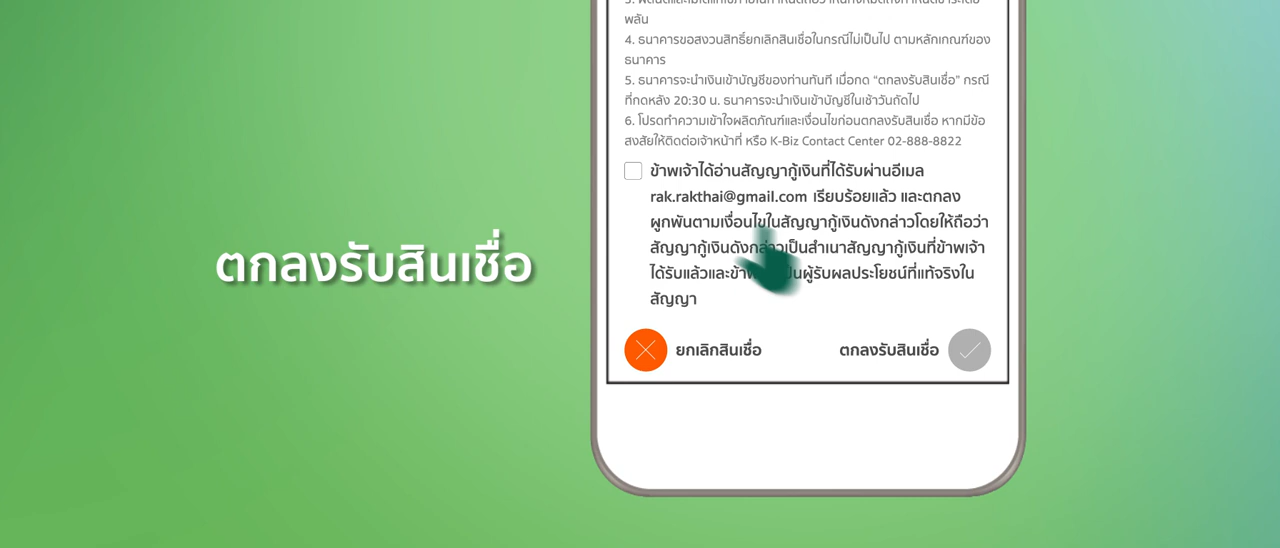 ตกลงรับสินเชื่อ
พลัน
4. ธนาคารขอสงวนสิทธิ์ยกเลิกสินเชื่อในกรณีไม่เป็นไป ตามหลักเกณฑ์ของ
ธนาคาร
5. ธนาคารจะนำเงินเข้าบัญชีของท่านทันที เมื่อกด “ตกลงรับสินเชื่อ” กรณี
ที่กดหลัง 20:30 น. ธนาคารจะนำเงินเข้าบัญชีในเช้าวันถัดไป
6. โปรดทำความเข้าใจผลิตภัณฑ์และเงื่อนไขก่อนตกลงรับสินเชื่อ หากมีข้อ
สงสัยให้ติดต่อเจ้าหน้าที่ หรือ K-Biz Contact Center 02-888-8822
ข้าพเจ้าได้อ่านสัญญากู้เงินที่ได้รับผ่านอีเมล
rak.rakthai@gmail.com เรียบร้อยแล้ว และตกลง
ผูกพันตามเงื่อนไขในสัญญากู้เงินดังกล่าวโดยให้ถือว่า
สัญญากู้เงินดังกล่าวเป็นสำเนาสัญญากู้เงินที่ข้าพเจ้า
ได้รับแล้วและเป็นผู้รับผลประโยชน์ที่แท้จริงใน
สัญญา
ยกเลิกสินเชื่อ
ตกลงรับสินเชื่อ